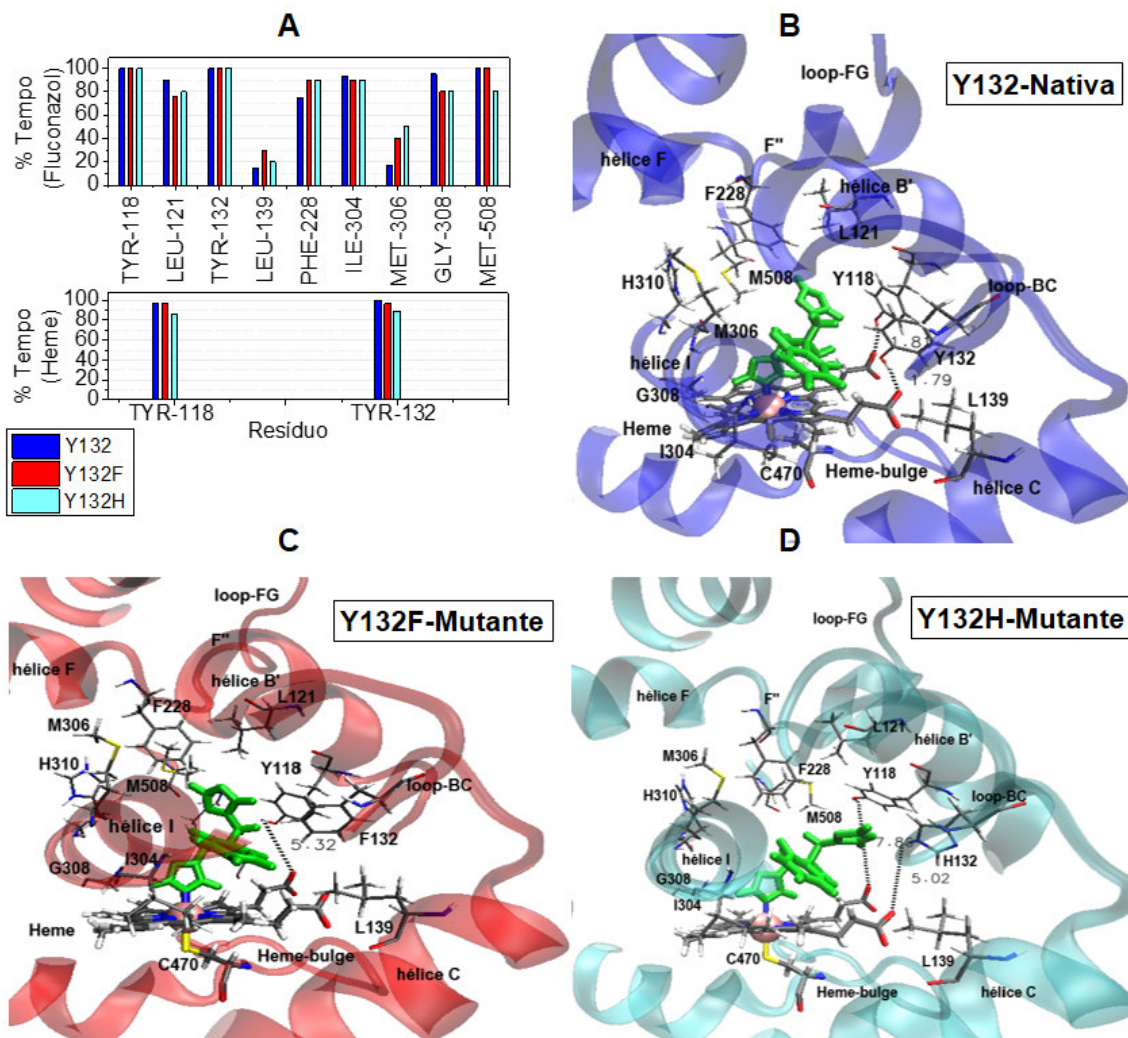 A
% Tempo
(Fluconazol)
100
80
60
40
20
0
TYR-118
LEU-121
TYR-132
LEU-139
PHE-228
ILE-304
MET-306
GLY-308
MET-508
% Tempo
(Heme)
100
80
60
40
20
0
TYR-118
TYR-132
Resíduo
Y132
Y132F
Y132H
B
Y132-Nativa
loop-FG
hélice F
F"
F228
hélice B'
L121
H310
M508
Y118
loop-BC
M306
1.8
Y132
hélice I
1.79
G308
L139
Heme
I304
C470
Heme-bulge
hélice C
C
Y132F-Mutante
loop-FG
F"
hélice F
hélice B'
L121
F228
M306
H310
Y118
M508
loop-BC
hélice I
F132
5.32
G308
I304
Heme
L139
Heme-bulge
C470
hélice C
D
Y132H-Mutante
loop-FG
hélice F
F"
L121
hélice B'
M306
F228
Y118
H310
loop-BC
M508
hélice I
7.8
H132
G308
5.02
I304
C470
L139
Heme-bulge
hélice C